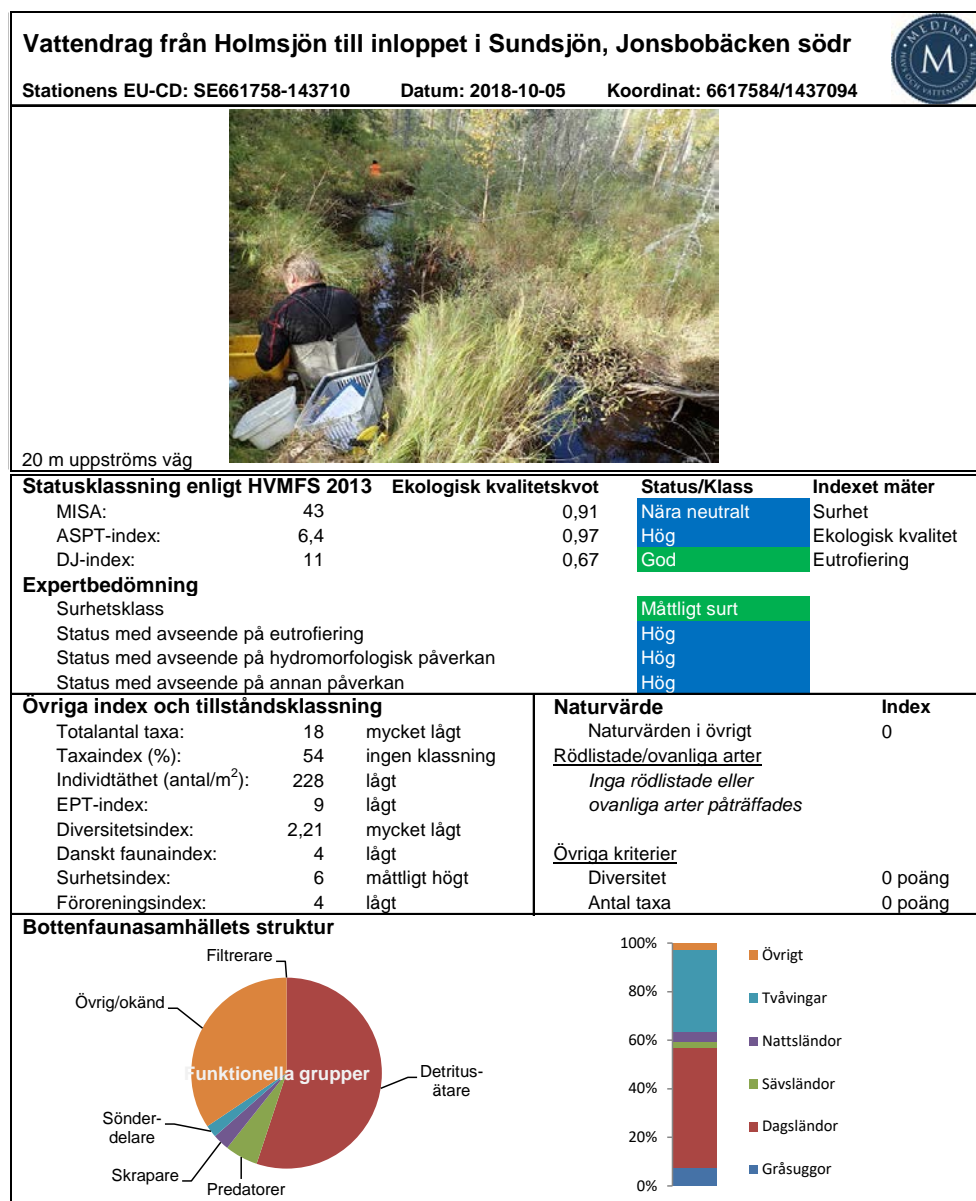 Vattendrag från Holmsjön till inloppet i Sundsjön, Jonsbobäcken södr
MEDINS
HAVS OCH VATTENKONSULTER
M
Stationens EU-CD: SE661758-143710 Datum: 2018-10-05 Koordinat: 6617584/1437094
20 m uppströms väg
Statusklassning enligt HVMFS 2013 Ekologisk kvalitetskvot Status/Klass Indexet mäter
MISA: 43 0,91 Nära neutralt Surhet
ASPT-index: 6,4 0,97 Hög Ekologisk kvalitet
DJ-index: 11 0,67 God Eutrofiering
Expertbedömning
Surhetsklass Måttligt surt
Status med avseende på eutrofiering Hög
Status med avseende på hydromorfologisk påverkan Hög
Status med avseende på annan påverkan Hög
Övriga index och tillståndsklassning
Totalantal taxa: 18 mycket lågt
Taxaindex (%): 54 ingen klassning
Individtäthet (antal/m²): 228 lågt
EPT-index: 9 lågt
Diversitetsindex: 2,21 mycket lågt
Danskt faunaindex: 4 lågt
Surhetsindex: 6 måttligt högt
Föroreningsindex: 4 lågt
Naturvärde Index
Naturvärden i övrigt 0
Rödlistade/ovanliga arter
Inga rödlistade eller
ovanliga arter påträffades
Övriga kriterier
Diversitet 0 poäng
Antal taxa 0 poäng
Bottenfaunasamhällets struktur
Filtrerare
Övrig/okänd
Funktionella grupper
Detritus-
ätare
Sönder-
delare
Skrapare
Predatorer
100%
80%
60%
40%
20%
0%
Övrigt
Tvåvingar
Nattsländor
Sävsländor
Dagsländor
Gråsuggor